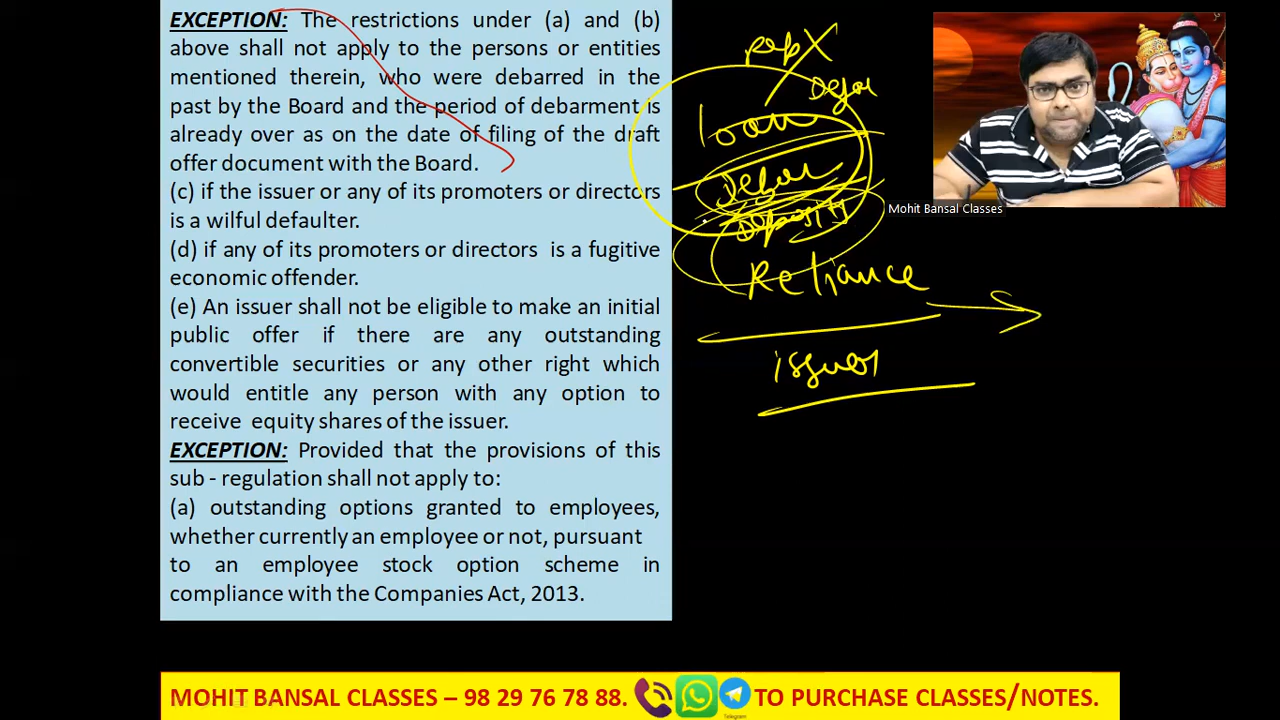 EXCEPTION: The restrictions under (a) and (b)
above shall not apply to the persons or entities
mentioned therein, who were debarred in the
past by the Board and the period of debarment is
already over as on the date of filing of the draft
offer document with the Board.
(c) if the issuer or any of its promoters or directors
is a wilful defaulter.
(d) if any of its promoters or directors is a fugitive
economic offender.
(e) An issuer shall not be eligible to make an initial
public offer if there are any outstanding
convertible securities or any other right which
would entitle any person with any option to
receive equity shares of the issuer.
EXCEPTION: Provided that the provisions of this
sub - regulation shall not apply to:
(a) outstanding options granted to employees,
whether currently an employee or not, pursuant
to an employee stock option scheme in
compliance with the Companies Act, 2013.
loan
Reliance
issuer
Mohit Bansal Classes
MOHIT BANSAL CLASSES – 98 29 76 78 88.
Telegram
TO PURCHASE CLASSES/NOTES.